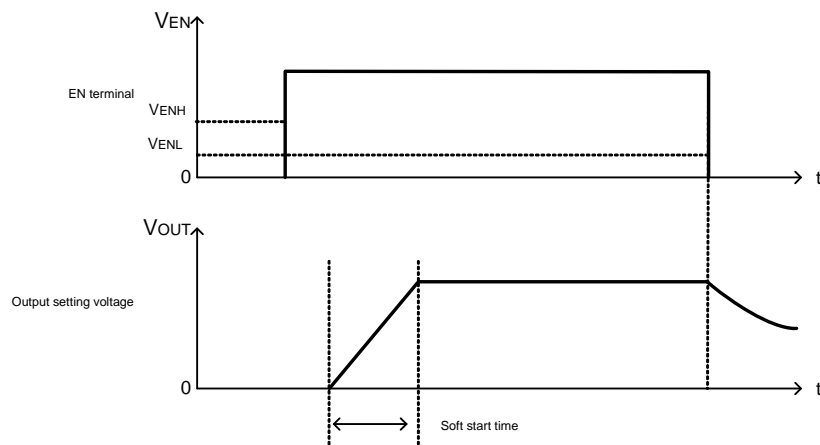 VEN
EN terminal
VENH
VENL
0
t
VOUT
Output setting voltage
0
t
Soft start time